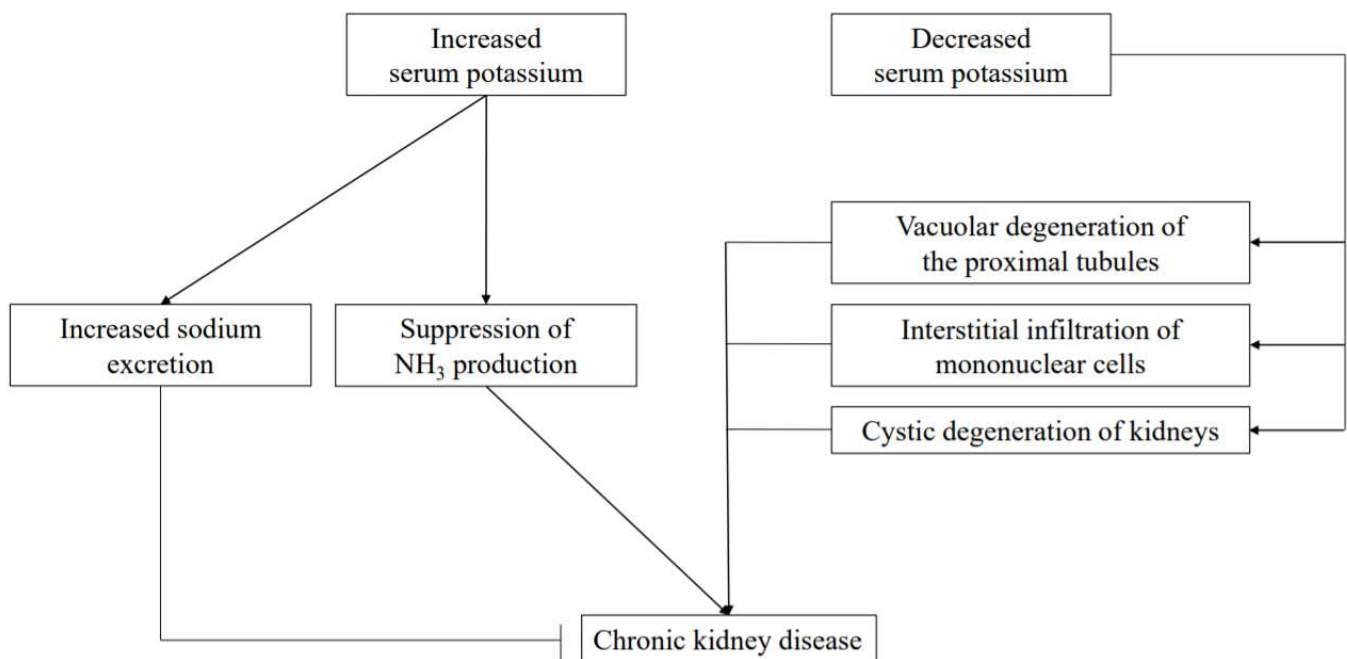 Increased
serum potassium
Decreased
serum potassium
Vacuolar degeneration of
the proximal tubules
Increased sodium
excretion
Suppression of
NH₃ production
Interstitial infiltration of
mononuclear cells
Cystic degeneration of kidneys
Chronic kidney disease